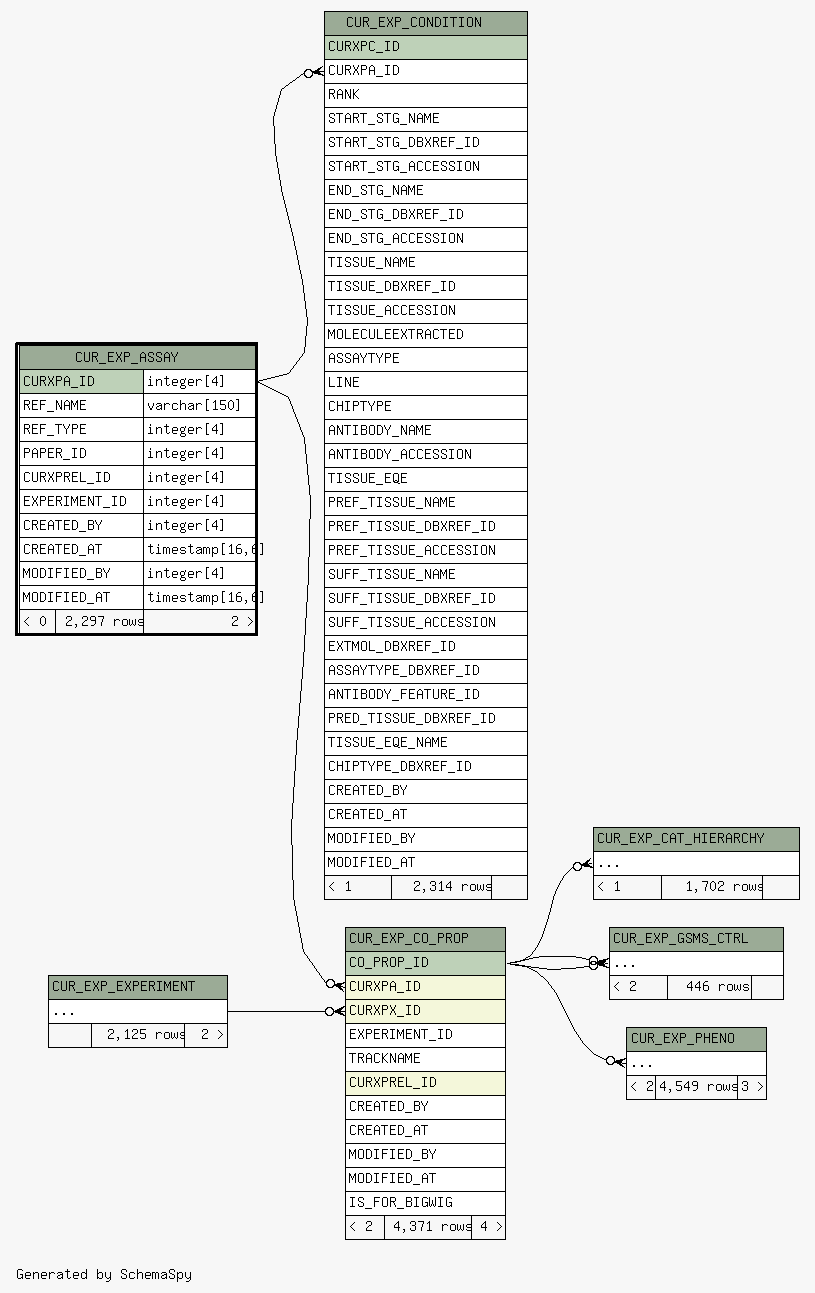 CUR_EXP_CONDITION
CURXPC_ID
CURXPA_ID
RANK
START_STG_NAME
START_STG_DBXREF_ID
START_STG_ACCESSION
END_STG_NAME
END_STG_DBXREF_ID
END_STG_ACCESSION
TISSUE_NAME
TISSUE_DBXREF_ID
TISSUE_ACCESSION
MOLECULEEXTRACTED
ASSAYTYPE
LINE
CHIPTYPE
ANTIBODY_NAME
ANTIBODY_ACCESSION
TISSUE_EQE
PREF_TISSUE_NAME
PREF_TISSUE_DBXREF_ID
PREF_TISSUE_ACCESSION
SUFF_TISSUE_NAME
SUFF_TISSUE_DBXREF_ID
SUFF_TISSUE_ACCESSION
EXTMOL_DBXREF_ID
ASSAYTYPE_DBXREF_ID
ANTIBODY_FEATURE_ID
PRED_TISSUE_DBXREF_ID
TISSUE_EQE_NAME
CHIPTYPE_DBXREF_ID
CREATED_BY
CREATED_AT
MODIFIED_BY
MODIFIED_AT
< 1 2,314 rows
CUR_EXP_ASSAY
CURXPA_ID integer[4]
REF_NAME varchar[150]
REF_TYPE integer[4]
PAPER_ID integer[4]
CURXPREL_ID integer[4]
EXPERIMENT_ID integer[4]
CREATED_BY integer[4]
CREATED_AT timestamp[16,6]
MODIFIED_BY integer[4]
MODIFIED_AT timestamp[16,6]
< 0 2,297 rows 2 >
CUR_EXP_CAT_HIERARCHY
...
< 1 1,702 rows
CUR_EXP_CO_PROP
CO_PROP_ID
CURXPA_ID
CURXPX_ID
EXPERIMENT_ID
TRACKNAME
CURXPREL_ID
CREATED_BY
CREATED_AT
MODIFIED_BY
MODIFIED_AT
IS_FOR_BIGWIG
< 2 4,371 rows 4 >
CUR_EXP_GSMS_CTRL
...
< 2 446 rows
CUR_EXP_EXPERIMENT
...
2,125 rows 2 >
CUR_EXP_PHENO
...
< 2 4,549 rows 3 >
Generated by SchemaSpy